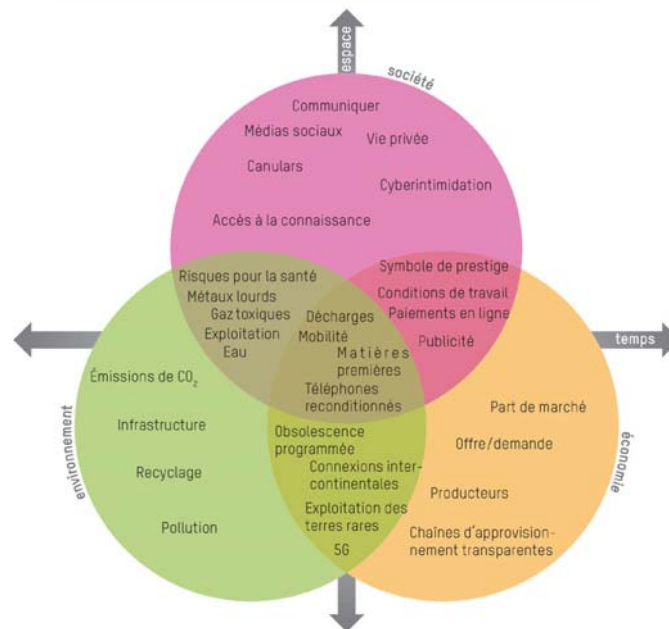 espace
société
Communiquer
Médias sociaux
Vie privée
Canulars
Cyberintimidation
Accès à la connaissance
Risques pour la santé
Métaux lourds
Gaz toxiques
Exploitation
Eau
Symbole de prestige
Conditions de travail
Paiements en ligne
Publicité
Décharges
Mobilité
Matières
premières
Téléphones
reconditionnés
temps
environnement
Émissions de CO₂
Infrastructure
Recyclage
Pollution
Obsolescence
programmée
Connexions inter-
continentales
Exploitation des
terres rares
5G
économie
Part de marché
Offre/demande
Producteurs
Chaînes d'approvision-
nement transparentes